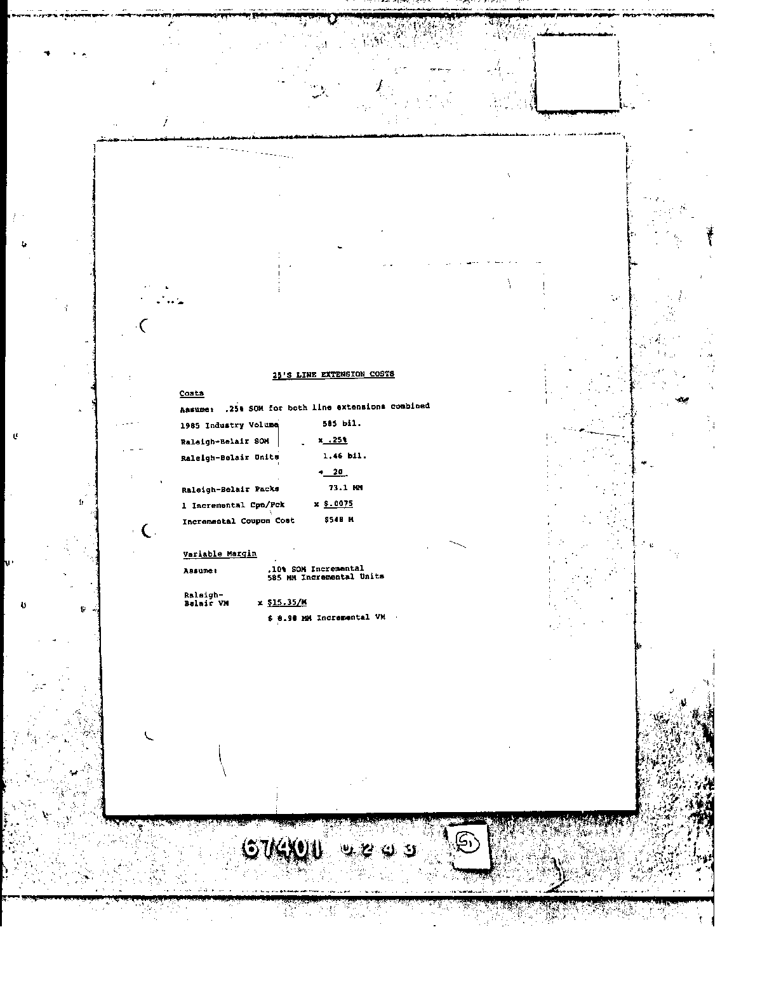 25'S LINE EXTENSION COSTS
Costs
Assume: .25% SOM for both line extensions combined
1985 Industry Volume 585 bil.
Raleigh-Belair SOM x .25%
Raleigh-Belair Units 1.46 bil.
÷ 20
Raleigh-Belair Packs 73.1 MM
1 Incremental Cpn/Pck x $.0075
Incremental Coupon Cost $548 M
Variable Margin
Assume: .10% SOM Incremental
585 MM Incremental Units
Raleigh-
Belair VM x $15.35/M
$ 8.98 MM Incremental VM
67401 0243